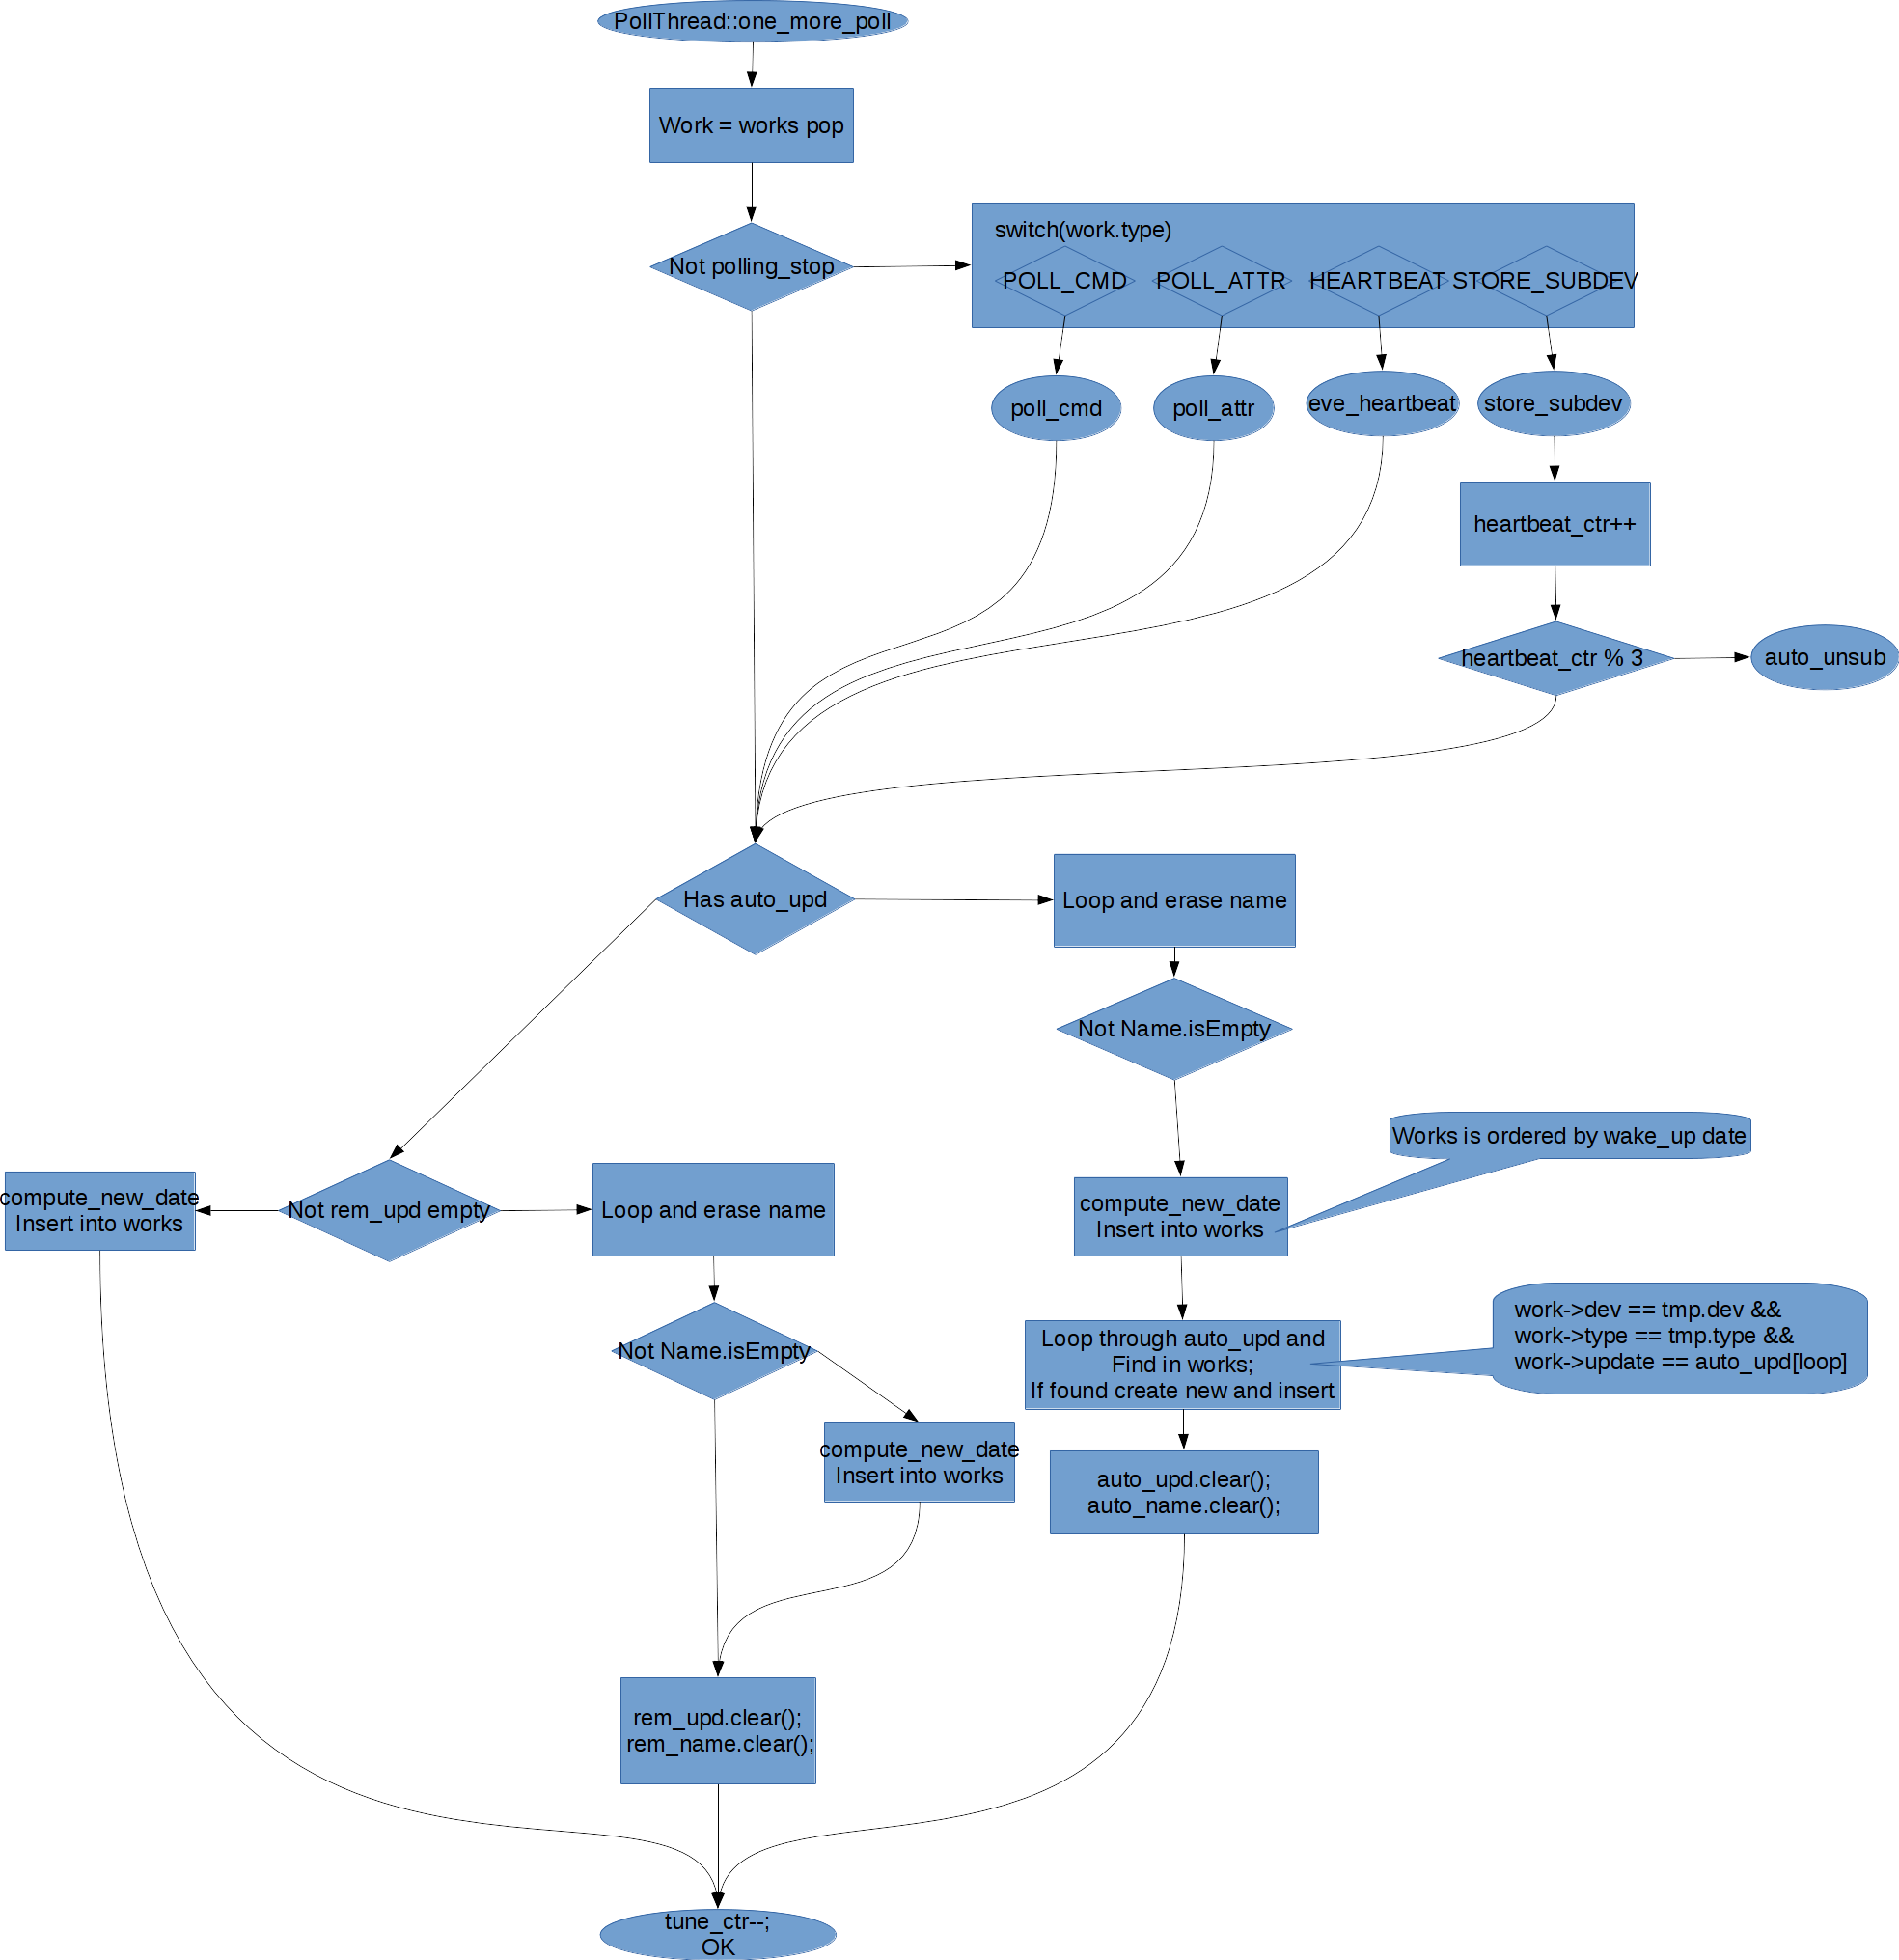 PollThread::one_more_poll
Work = works pop
Not polling_stop
switch(work.type)
POLL_CMD
POLL_ATTR
HEARTBEAT
STORE_SUBDEV
poll_cmd
poll_attr
eve_heartbeat
store_subdev
heartbeat_ctr++
heartbeat_ctr % 3
auto_unsub
Has auto_upd
Loop and erase name
Not Name.isEmpty
Works is ordered by wake_up date
compute_new_date
Insert into works
Not rem_upd empty
Loop and erase name
compute_new_date
Insert into works
work->dev == tmp.dev &&
work->type == tmp.type &&
work->update == auto_upd[loop]
Loop through auto_upd and
Find in works;
If found create new and insert
Not Name.isEmpty
compute_new_date
Insert into works
auto_upd.clear();
auto_name.clear();
rem_upd.clear();
rem_name.clear();
tune_ctr--;
OK